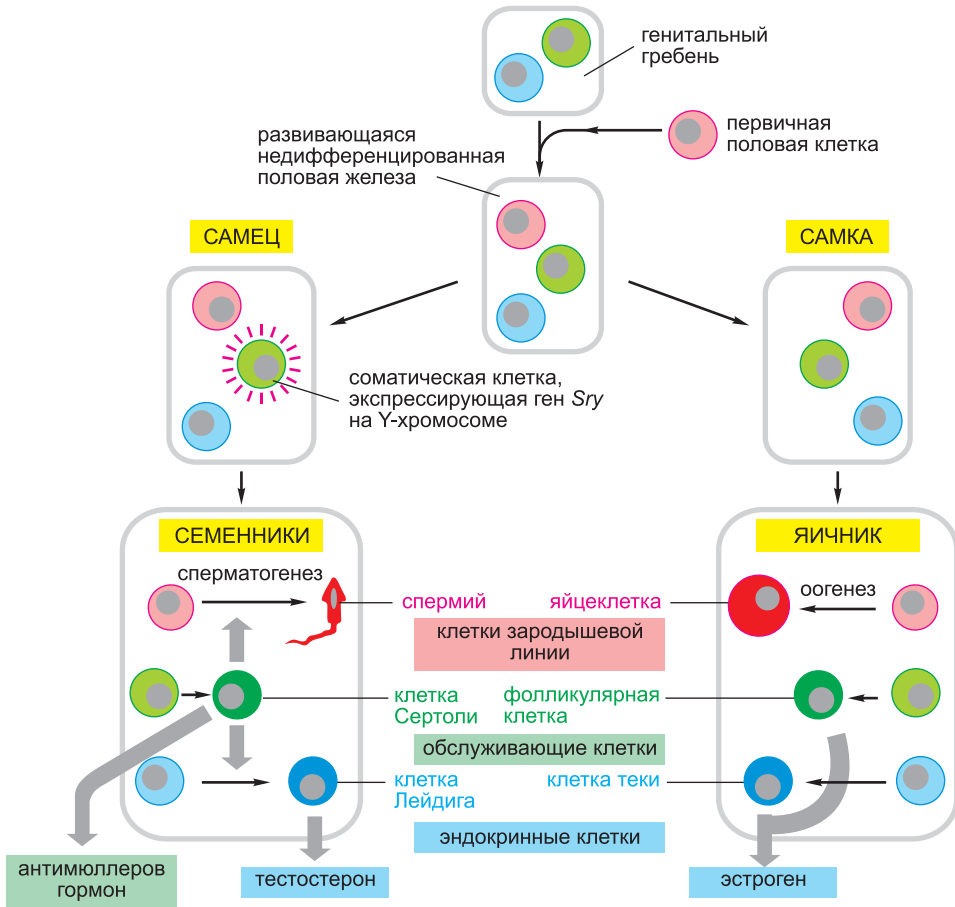 генитальный
гребень
первичная
половая клетка
развивающаяся
недифференцированная
половая железа
САМЕЦ
САМКА
соматическая клетка,
экспрессирующая ген Sry
на Y-хромосоме
СЕМЕННИКИ
ЯИЧНИК
сперматогенез
оогенез
спермий
яйцеклетка
клетки зародышевой
линии
клетка
Сертоли
фолликулярная
клетка
обслуживающие клетки
клетка
Лейдига
клетка теки
эндокринные клетки
антимюллеров
гормон
тестостерон
эстроген